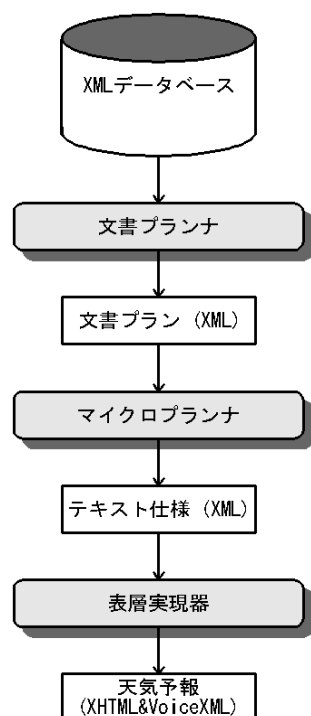 XMLデータベース
文書プランナ
文書プラン (XML)
マイクロプランナ
テキスト仕様 (XML)
表層実現器
天気予報
(XHTML&VoiceXML)